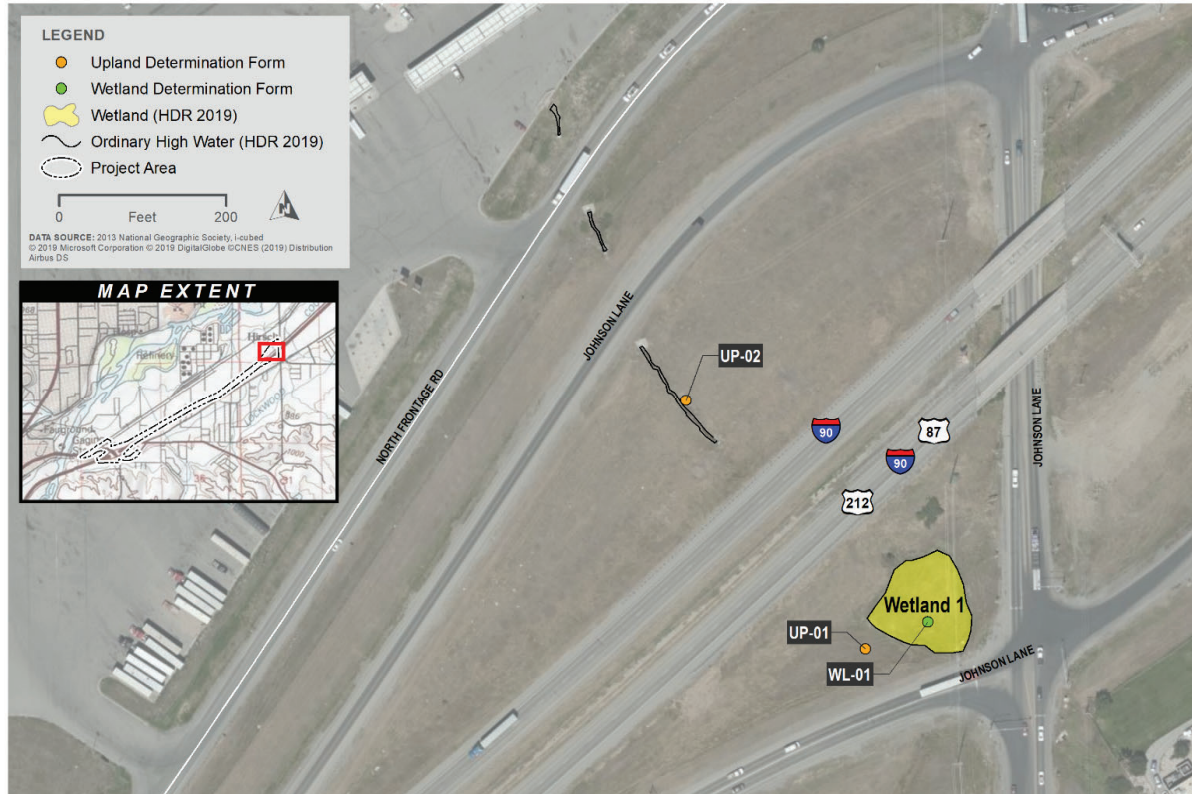 LEGEND
Upland Determination Form
Wetland Determination Form
Wetland (HDR 2019)
Ordinary High Water (HDR 2019)
Project Area
0 Feet 200
N
DATA SOURCE: 2013 National Geographic Society, i-cubed
© 2019 Microsoft Corporation © 2019 DigitalGlobe ©CNES (2019) Distribution
Airbus DS
MAP EXTENT
Refinery
Hirsch
NORTH FRONTAGE RD
JOHNSON LANE
UP-02
90
87
90
212
JOHNSON LANE
Wetland 1
UP-01
WL-01
JOHNSON LANE